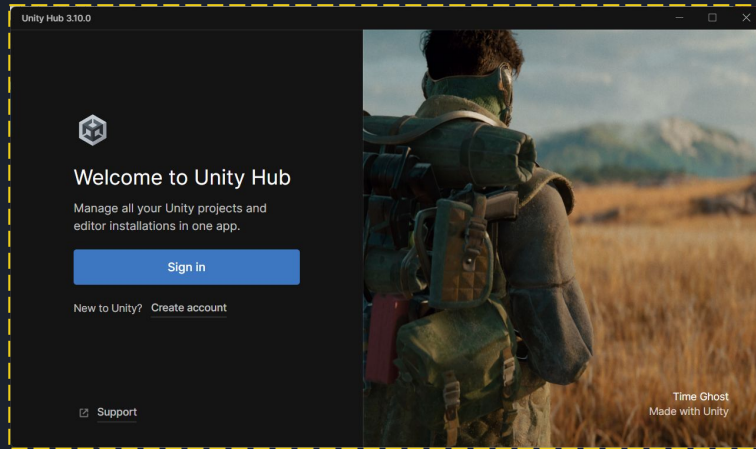 Unity Hub 3.10.0
Welcome to Unity Hub
Manage all your Unity projects and
editor installations in one app.
Sign in
New to Unity? Create account
Support
Time Ghost
Made with Unity